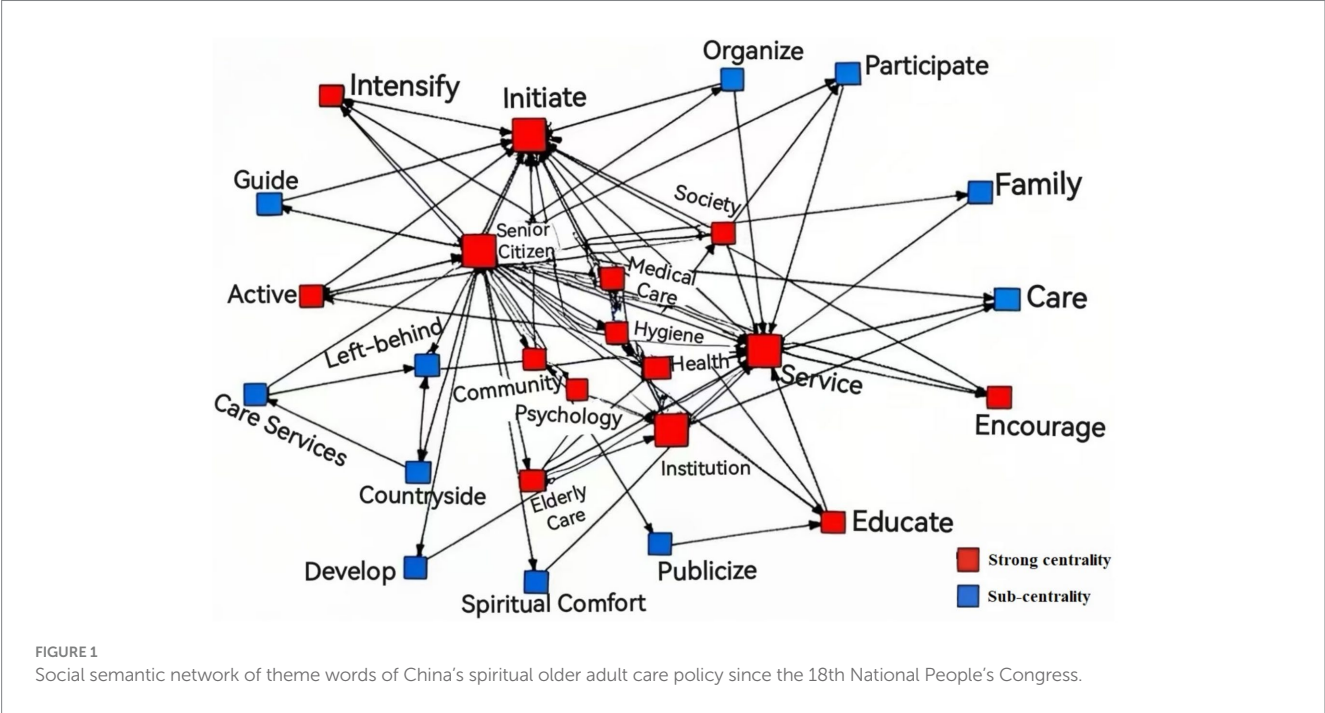 Organize
Participate
Intensify
Initiate
Guide
Family
Society
Senior
Citizen
Medical
Care
Active
Care
Left-behind
Hygiene
Health
Service
Community
Care Services
Psychology
Encourage
Institution
Countryside
Elderly
Care
Educate
Develop
Publicize
Spiritual Comfort
Strong centrality
Sub-centrality
FIGURE 1
Social semantic network of theme words of China's spiritual older adult care policy since the 18th National People's Congress.